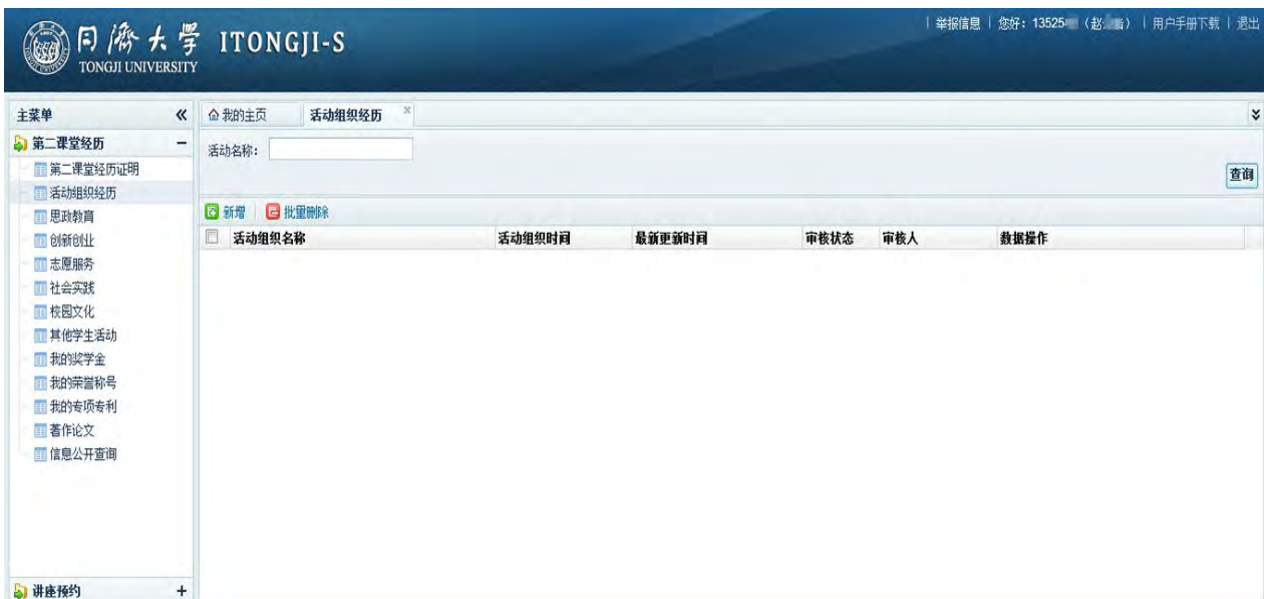 同濟大學 ITONGJI-S
TONGJI UNIVERSITY
| 举报信息 | 您好：13525 （赵 ） | 用户手册下载 | 退出
主菜单 «
我的主页 活动组织经历 ×
第二课堂经历 −
活动名称：
第二课堂经历证明
查询
活动组织经历
思政教育
新增 | 批量删除
创新创业
活动组织名称 活动组织时间 最新更新时间 审核状态 审核人 数据操作
志愿服务
社会实践
校园文化
其他学生活动
我的奖学金
我的荣誉称号
我的专项专利
著作论文
信息公开查询
讲座预约 +